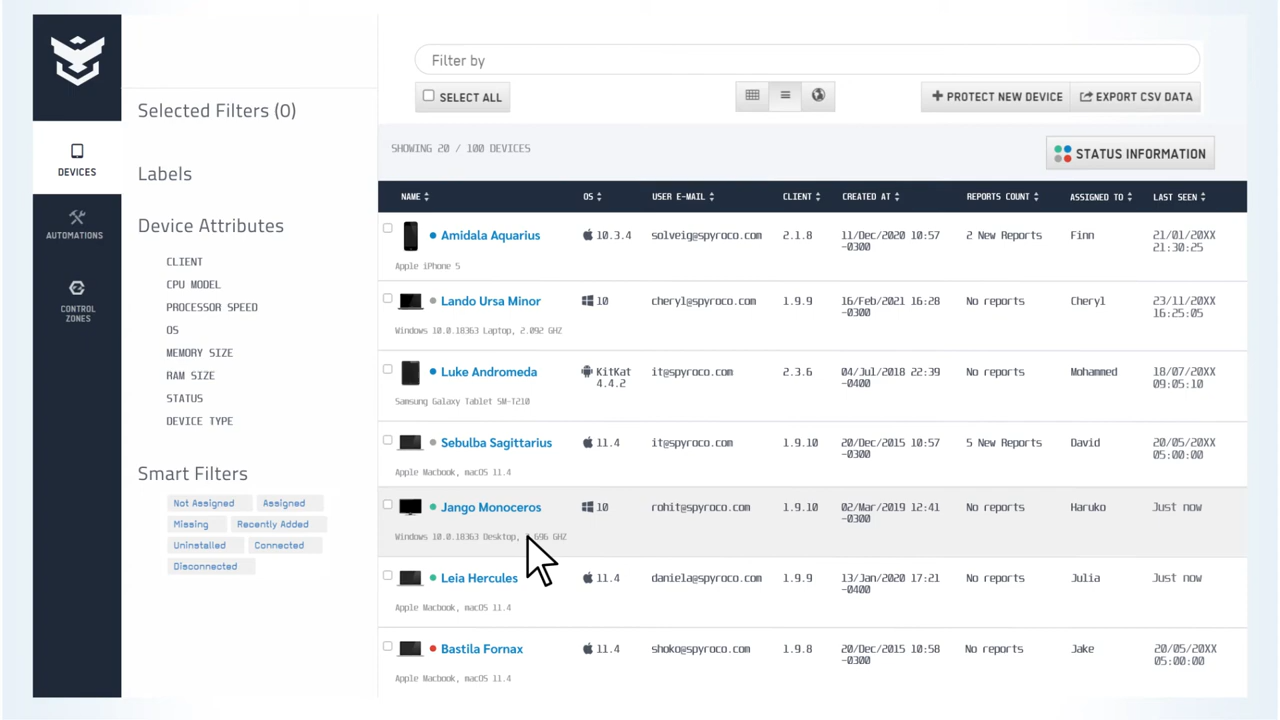 Filter by
SELECT ALL
PROTECT NEW DEVICE
EXPORT CSV DATA
SHOWING 20 / 100 DEVICES
STATUS INFORMATION
DEVICES
AUTOMATIONS
CONTROL
ZONES
Selected Filters (0)
Labels
Device Attributes
CLIENT
CPU MODEL
PROCESSOR SPEED
OS
MEMORY SIZE
RAM SIZE
STATUS
DEVICE TYPE
Smart Filters
Not Assigned Assigned
Missing Recently Added
Uninstalled Connected
Disconnected
NAME OS USER E-MAIL CLIENT CREATED AT REPORTS COUNT ASSIGNED TO LAST SEEN
Amidala Aquarius 10.3.4 solveig@spyroco.com 2.1.8 11/Dec/2020 10:57 2 New Reports Finn 21/01/20XX
-0300 21:30:25
Apple iPhone 5
Lando Ursa Minor 10 cheryl@spyroco.com 1.9.9 16/Feb/2021 16:28 No reports Cheryl 23/11/20XX
-0300 16:25:05
Windows 10.0.18363 Laptop, 2.092 GHZ
Luke Andromeda KitKat it@spyroco.com 2.3.6 04/Jul/2018 22:39 No reports Mohammed 18/07/20XX
4.4.2 -0400 09:05:10
Samsung Galaxy Tablet SM-T210
Sebulba Sagittarius 11.4 it@spyroco.com 1.9.10 20/Dec/2015 10:57 5 New Reports David 20/05/20XX
-0300 05:00:00
Apple Macbook, macOS 11.4
Jango Monoceros 10 rohit@spyroco.com 1.9.10 02/Mar/2019 12:41 No reports Haruko Just now
-0300
Windows 10.0.18363 Desktop, GHZ
Leia Hercules 11.4 daniela@spyroco.com 1.9.9 13/Jan/2020 17:21 No reports Julia Just now
-0400
Apple Macbook, macOS 11.4
Bastila Fornax 11.4 shoko@spyroco.com 1.9.8 20/Dec/2015 10:58 No reports Jake 20/05/20XX
-0300 05:00:00
Apple Macbook, macOS 11.4